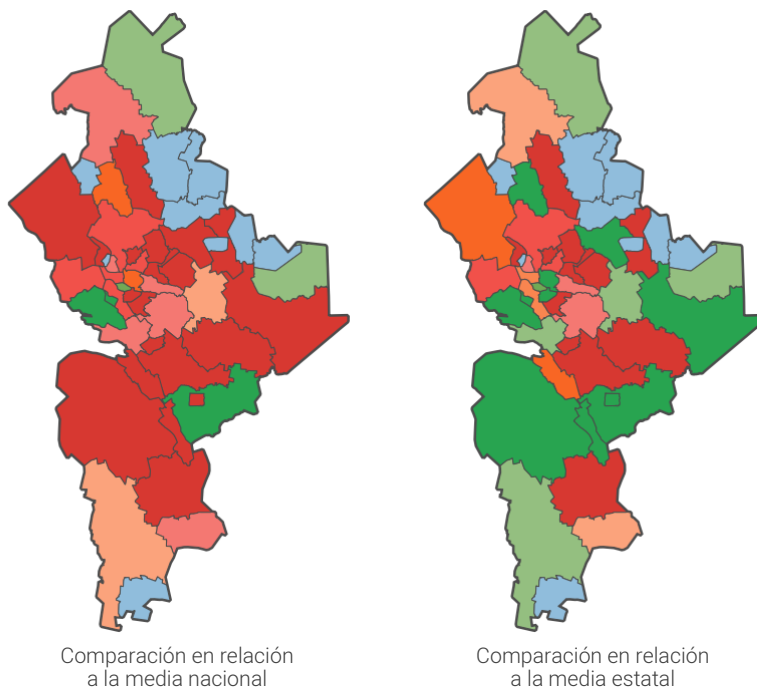 Comparación en relación
a la media nacional
Comparación en relación
a la media estatal